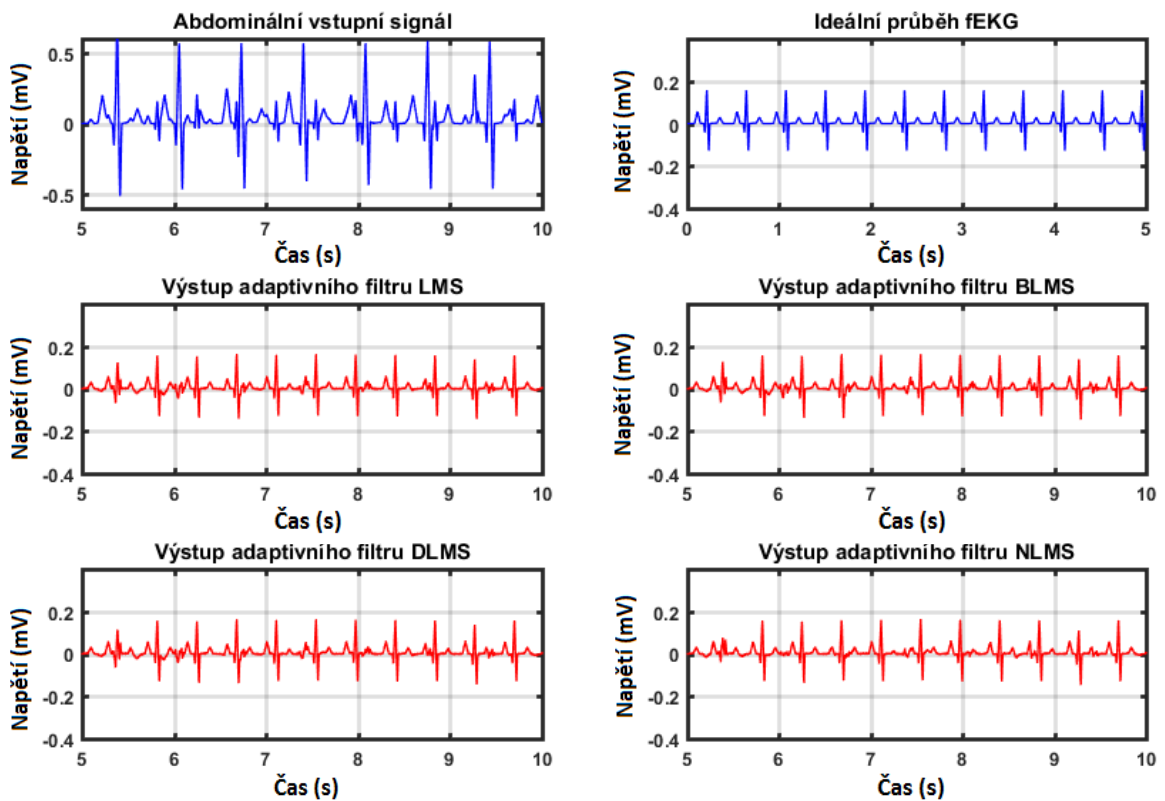 Abdominální vstupní signál
Napětí (mV)
0.5
0
-0.5
5 6 7 8 9 10
Čas (s)
Ideální průběh fEKG
Napětí (mV)
0.2
0
-0.2
-0.4
0 1 2 3 4 5
Čas (s)
Výstup adaptivního filtru LMS
Napětí (mV)
0.2
0
-0.2
-0.4
5 6 7 8 9 10
Čas (s)
Výstup adaptivního filtru BLMS
Napětí (mV)
0.2
0
-0.2
-0.4
5 6 7 8 9 10
Čas (s)
Výstup adaptivního filtru DLMS
Napětí (mV)
0.2
0
-0.2
-0.4
5 6 7 8 9 10
Čas (s)
Výstup adaptivního filtru NLMS
Napětí (mV)
0.2
0
-0.2
-0.4
5 6 7 8 9 10
Čas (s)